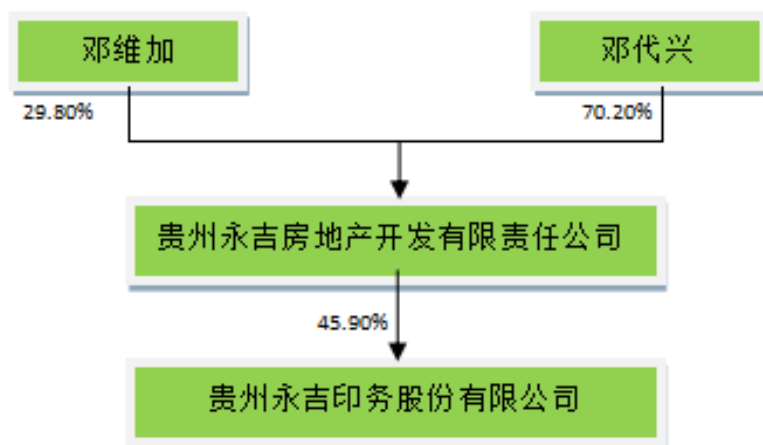 邓维加
邓代兴
29.80%
70.20%
贵州永吉房地产开发有限责任公司
45.90%
贵州永吉印务股份有限公司